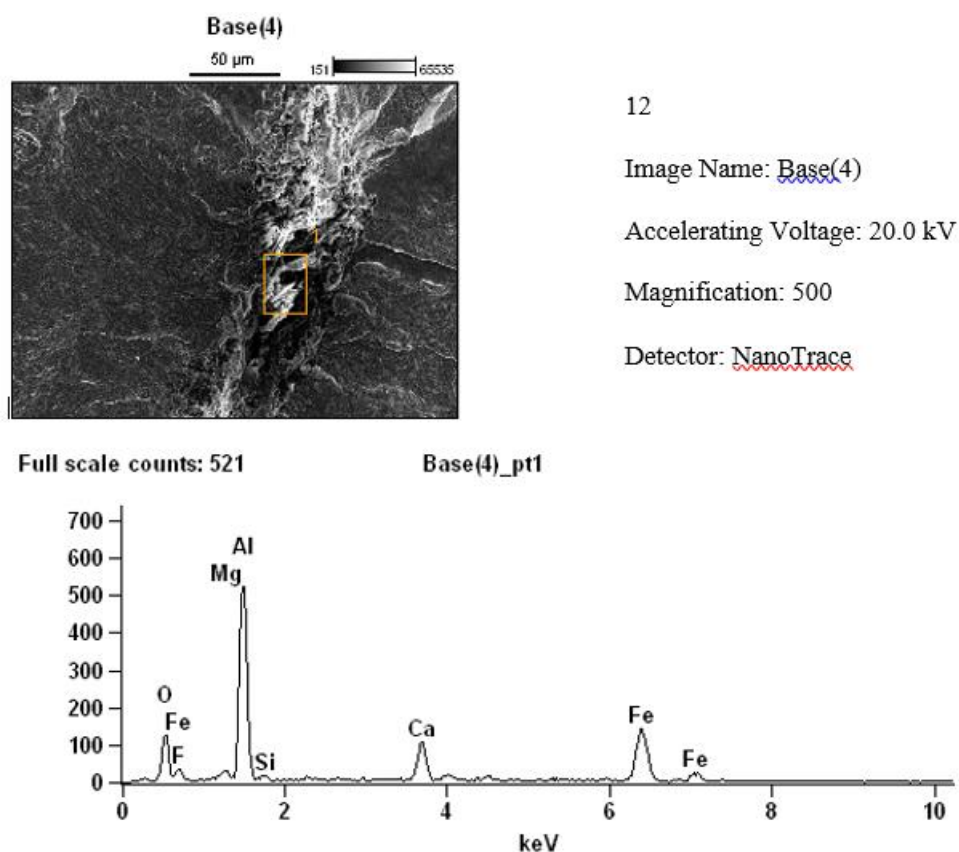 Base(4)
50 µm
151 65535
1
12
Image Name: Base(4)
Accelerating Voltage: 20.0 kV
Magnification: 500
Detector: NanoTrace
Full scale counts: 521 Base(4)_pt1
700
600
500
400
300
200
100
0
Al
Mg
O
Fe
F
Si
Ca
Fe
Fe
0 2 4 6 8 10
keV